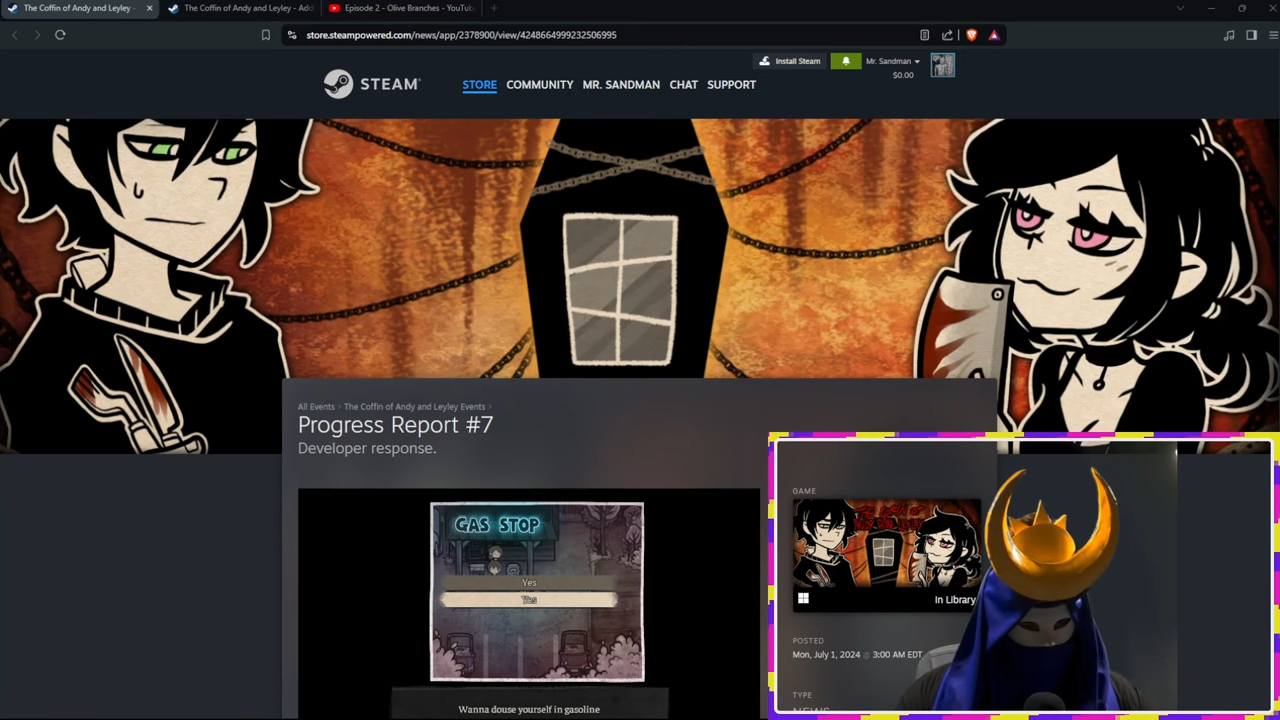 The Coffin of Andy and Leyley -
The Coffin of Andy and Leyley - Add
Episode 2 - Olive Branches - YouTube
store.steampowered.com/news/app/2378900/view/4248664999232506995
Install Steam
Mr. Sandman
$0.00
STEAM
STORE COMMUNITY MR. SANDMAN CHAT SUPPORT
All Events > The Coffin of Andy and Leyley Events >
Progress Report #7
Developer response.
GAS STOP
Yes
Yes
Wanna douse yourself in gasoline
GAME
In Library
POSTED
Mon, July 1, 2024 @ 3:00 AM EDT
TYPE
NEWS